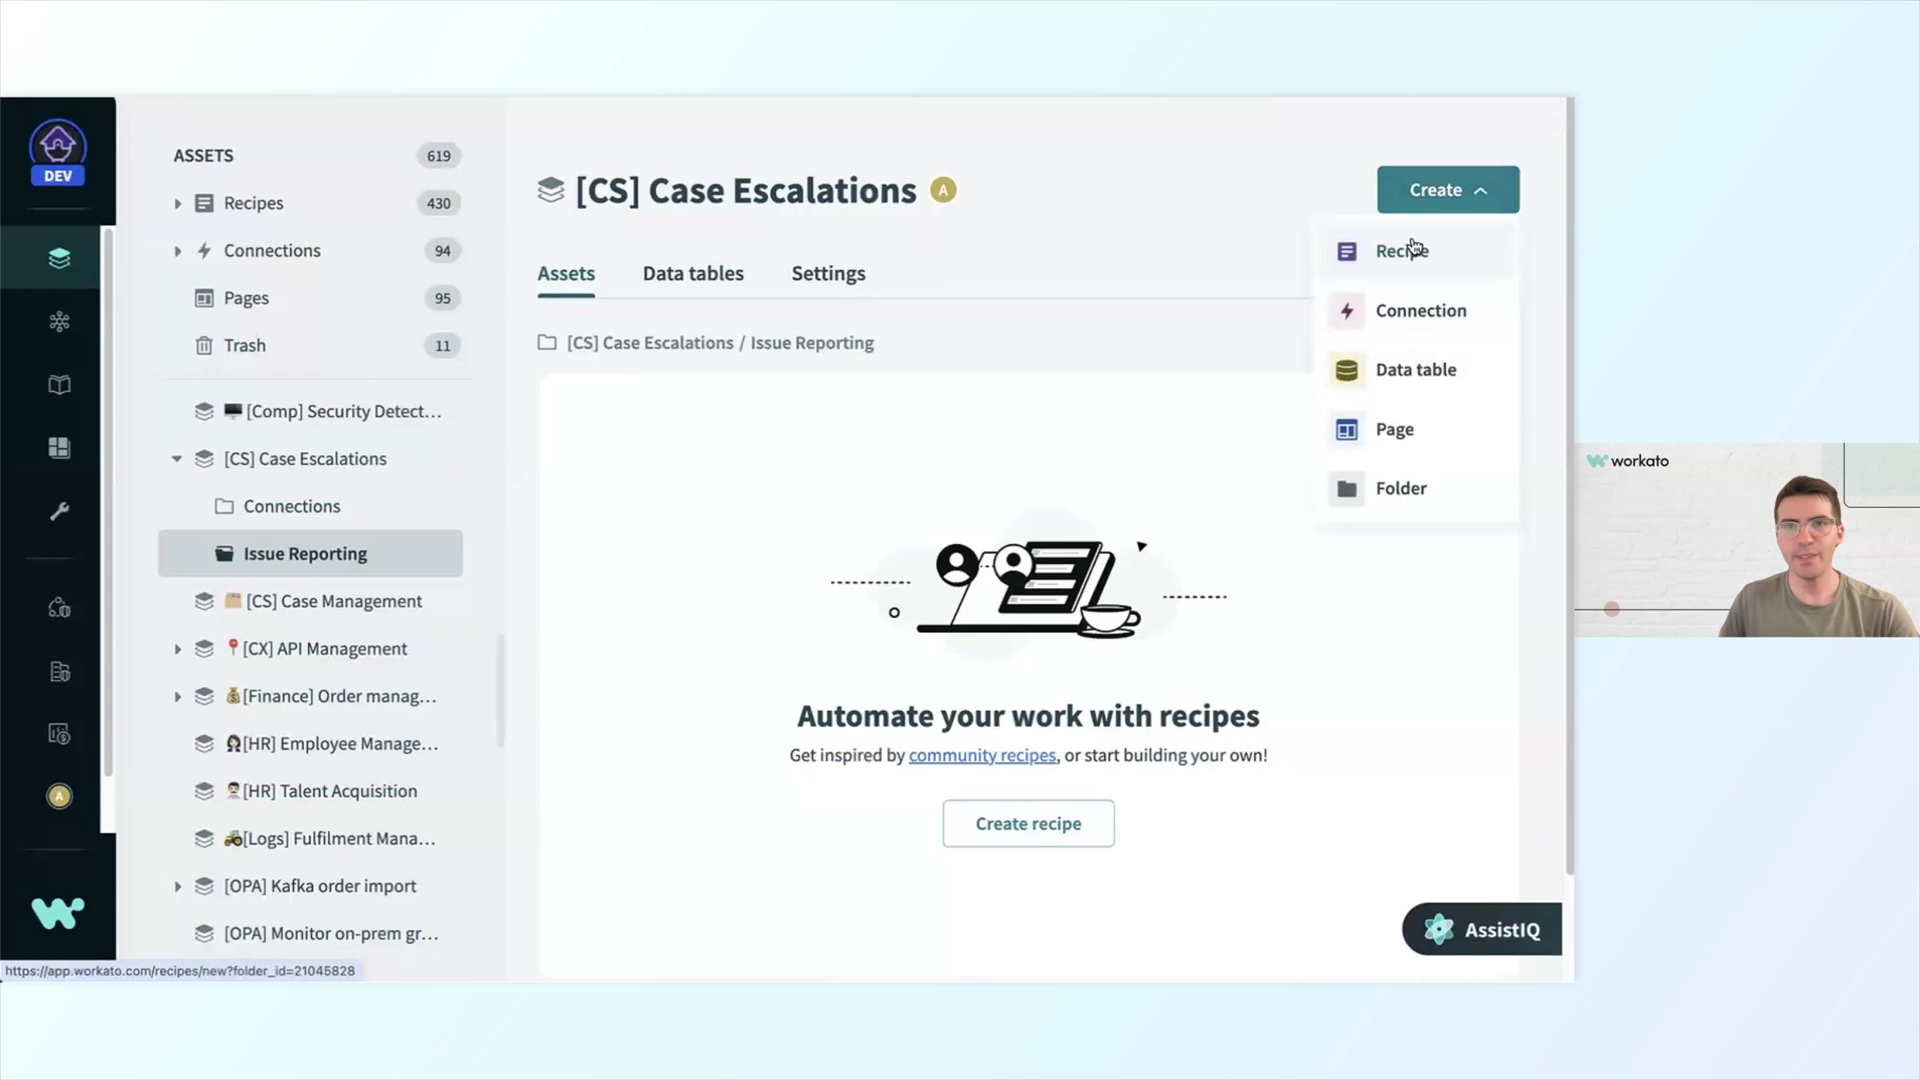 DEV
ASSETS 619
Recipes 430
Connections 94
Pages 95
Trash 11
[Comp] Security Detect...
[CS] Case Escalations
Connections
Issue Reporting
[CS] Case Management
[CX] API Management
[Finance] Order manag...
[HR] Employee Manage...
[HR] Talent Acquisition
[Logs] Fulfilment Mana...
[OPA] Kafka order import
[OPA] Monitor on-prem gr...
A
https://app.workato.com/recipes/new?folder_id=21045828
[CS] Case Escalations A
Create
Assets Data tables Settings
[CS] Case Escalations / Issue Reporting
Recipe
Connection
Data table
Page
Folder
Automate your work with recipes
Get inspired by community recipes, or start building your own!
Create recipe
AssistIQ
workato